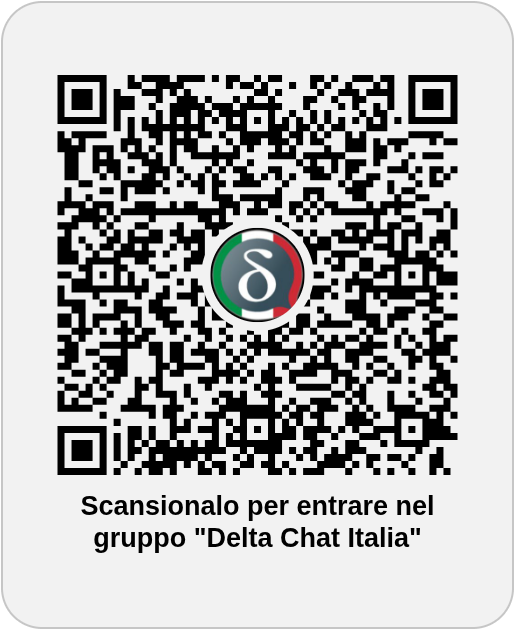 δ
Scansionalo per entrare nel
gruppo "Delta Chat Italia"